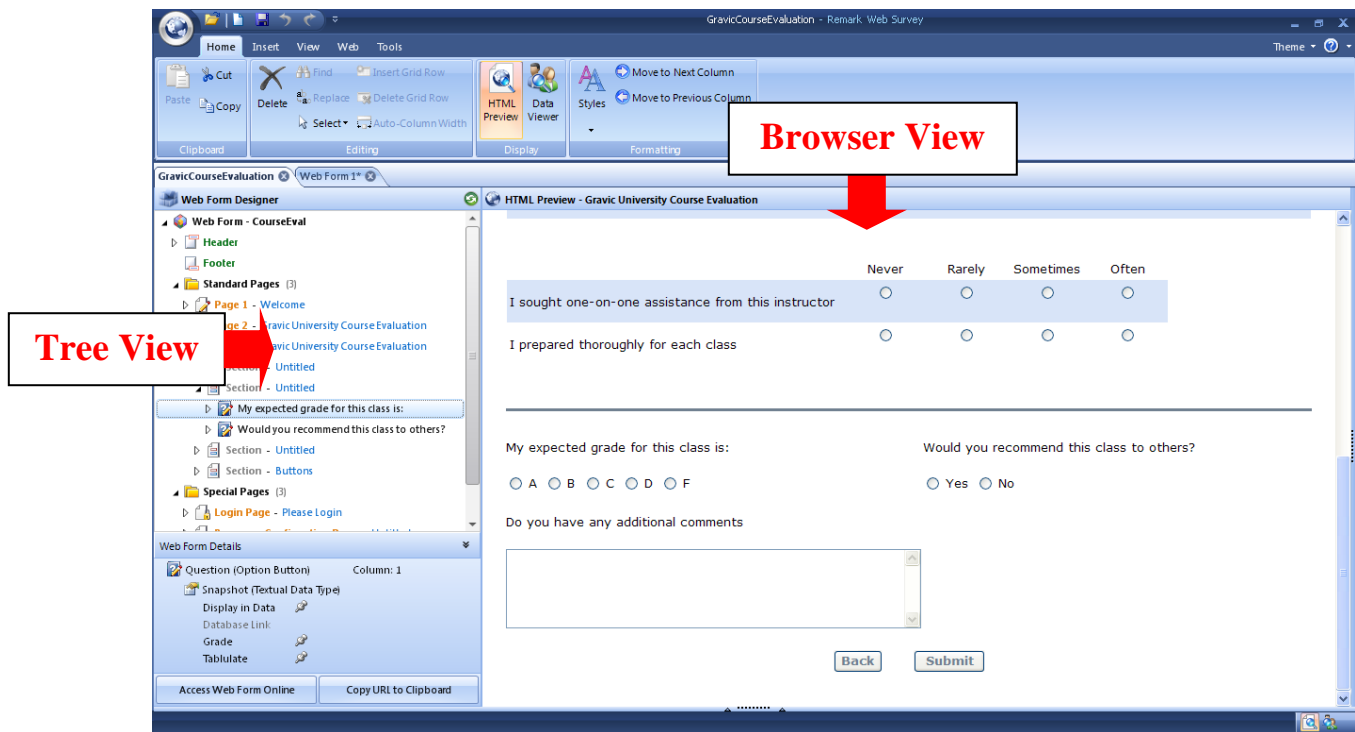 GravicCourseEvaluation - Remark Web Survey
Home Insert View Web Tools
Theme
Paste
Cut
Copy
Clipboard
Delete
Find
Replace
Select
Insert Grid Row
Delete Grid Row
Auto-Column Width
Editing
HTML Preview
Data Viewer
Display
Styles
Move to Next Column
Move to Previous Column
Formatting
Browser View
GravicCourseEvaluation
Web Form 1*
Web Form Designer
HTML Preview - Gravic University Course Evaluation
Web Form - CourseEval
Header
Footer
Standard Pages (3)
Page 1 - Welcome
ge 2 - Gravic University Course Evaluation
avic University Course Evaluation
Section - Untitled
Section - Untitled
My expected grade for this class is:
Would you recommend this class to others?
Section - Untitled
Section - Buttons
Special Pages (3)
Login Page - Please Login
Tree View
Web Form Details
Question (Option Button) Column: 1
Snapshot (Textual Data Type)
Display in Data
Database Link
Grade
Tablulate
Access Web Form Online
Copy URL to Clipboard
Never Rarely Sometimes Often
I sought one-on-one assistance from this instructor
I prepared thoroughly for each class
My expected grade for this class is:
A B C D F
Would you recommend this class to others?
Yes No
Do you have any additional comments
Back Submit